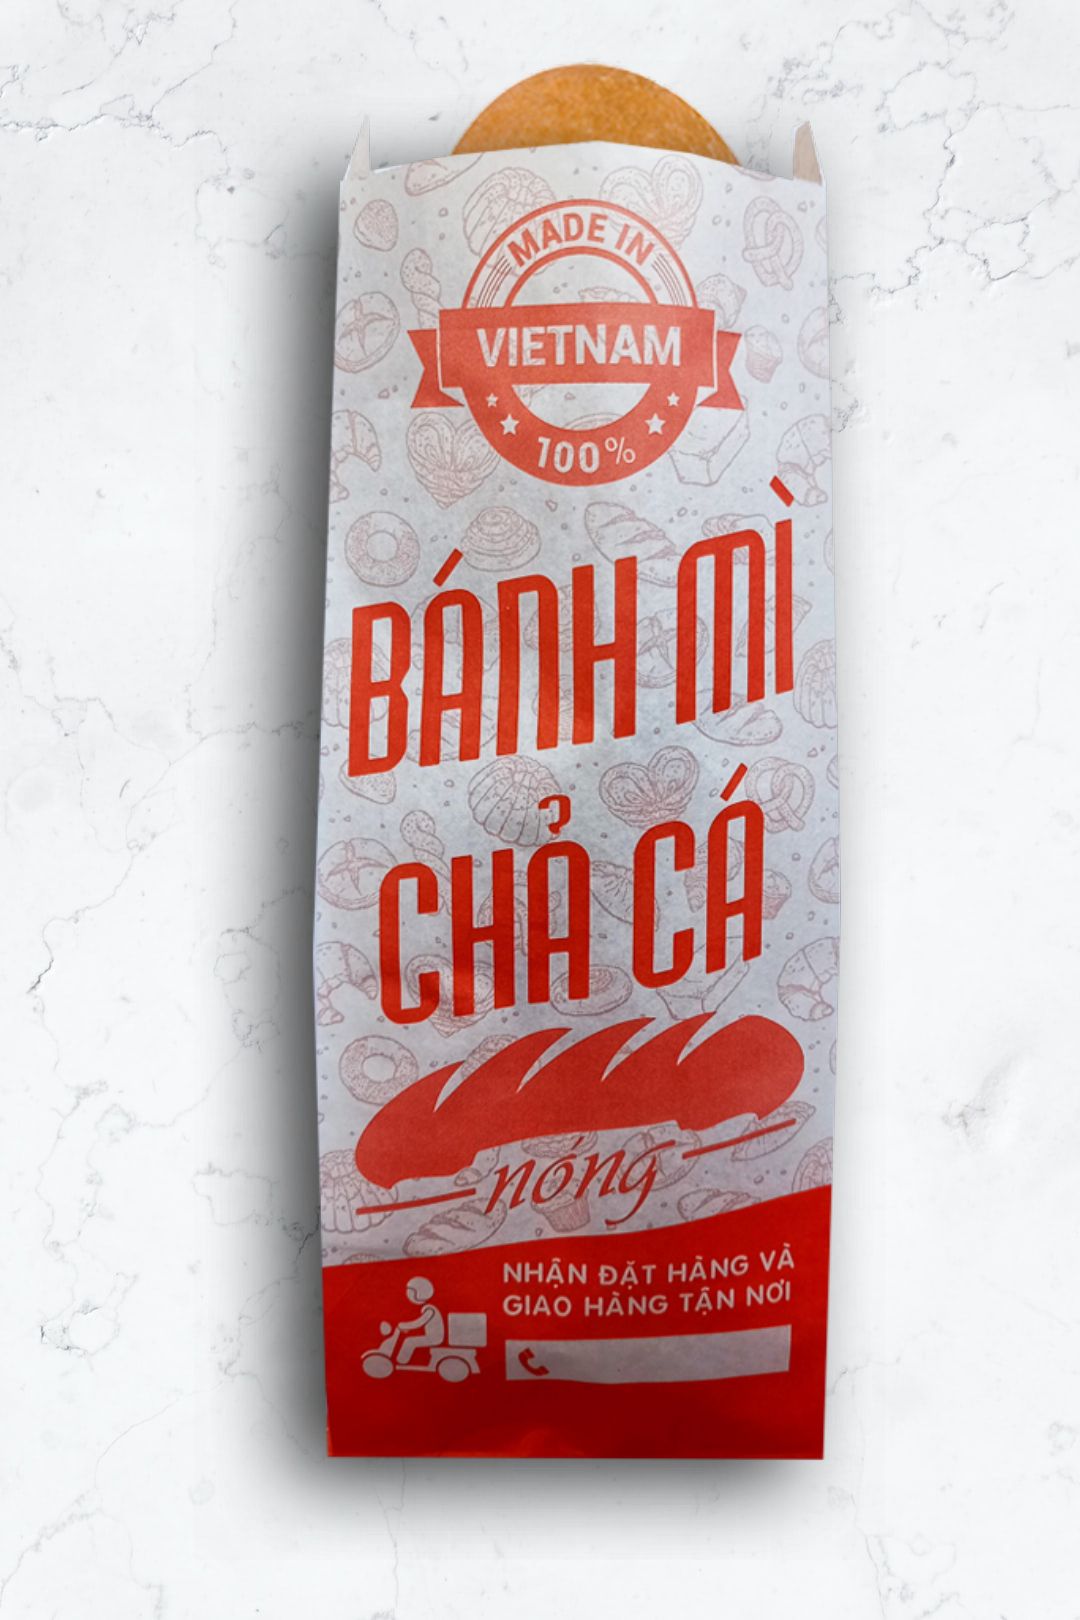 MADE IN
VIETNAM
100%
BÁNH MÌ
CHẢ CÁ
nóng
NHẬN ĐẶT HÀNG VÀ
GIAO HÀNG TẬN NƠI